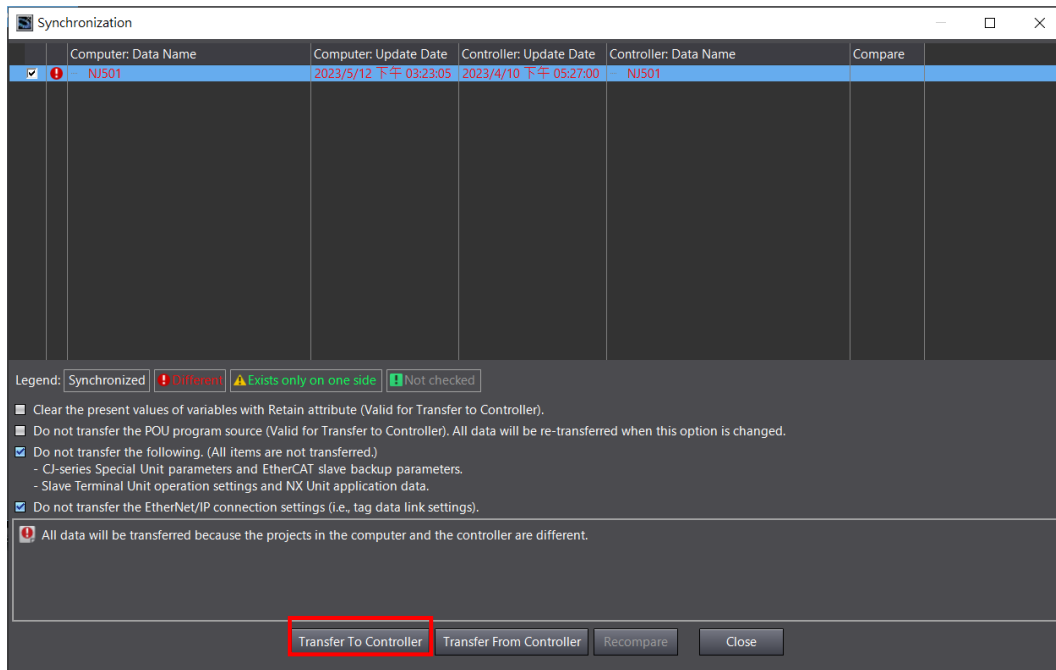 Synchronization
Computer: Data Name Computer: Update Date Controller: Update Date Controller: Data Name Compare
NJ501 2023/5/12 下午 03:23:05 2023/4/10 下午 05:27:00 NJ501
Legend: Synchronized Different Exists only on one side Not checked
Clear the present values of variables with Retain attribute (Valid for Transfer to Controller).
Do not transfer the POU program source (Valid for Transfer to Controller). All data will be re-transferred when this option is changed.
Do not transfer the following. (All items are not transferred.)
- CJ-series Special Unit parameters and EtherCAT slave backup parameters.
- Slave Terminal Unit operation settings and NX Unit application data.
Do not transfer the EtherNet/IP connection settings (i.e., tag data link settings).
All data will be transferred because the projects in the computer and the controller are different.
Transfer To Controller Transfer From Controller Recompare Close